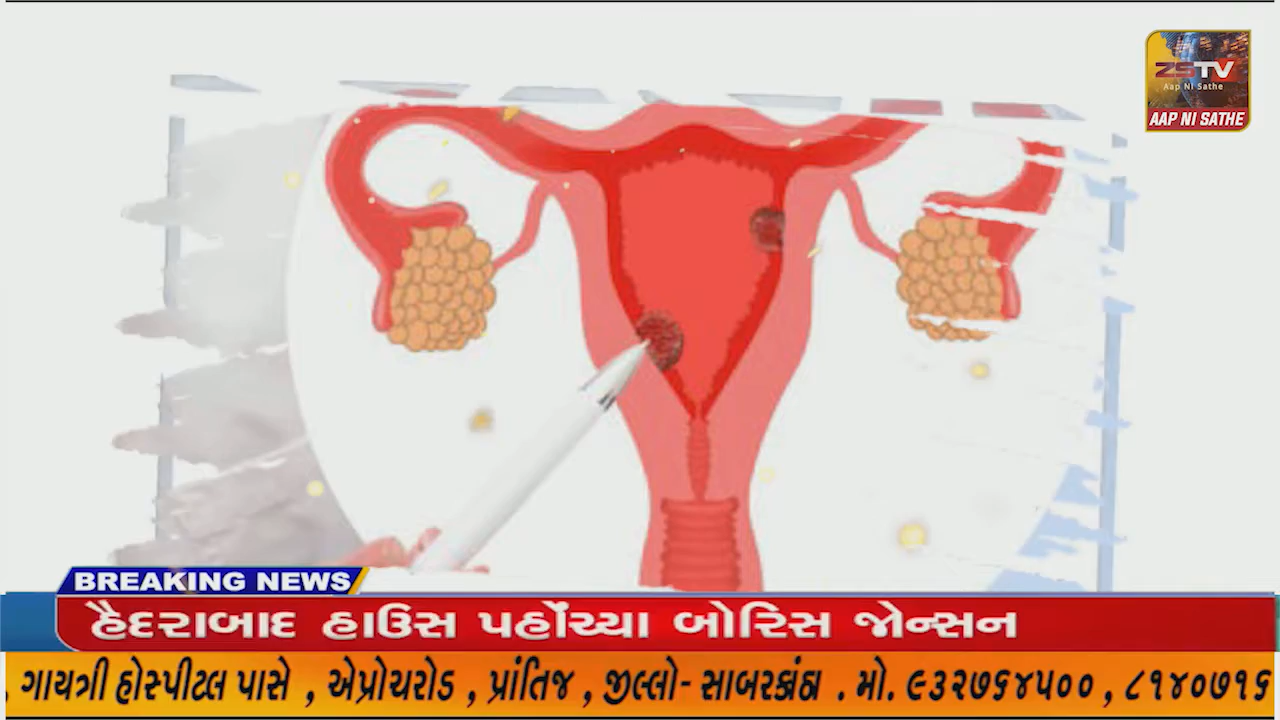 ZSTV
Aap Ni Sathe
AAP NI SATHE
BREAKING NEWS
હૈદરાબાદ હાઉસ પહોંચ્યા બોરિસ જોન્સન
, ગાયત્રી હોસ્પીટલ પાસે , એપ્રોચરોડ , પ્રાંતિજ , જીલ્લો- સાબરકાંઠા . મો. ૯૩૨૭૬૪૫૦૦ , ૮૧૪૦૭૧૬